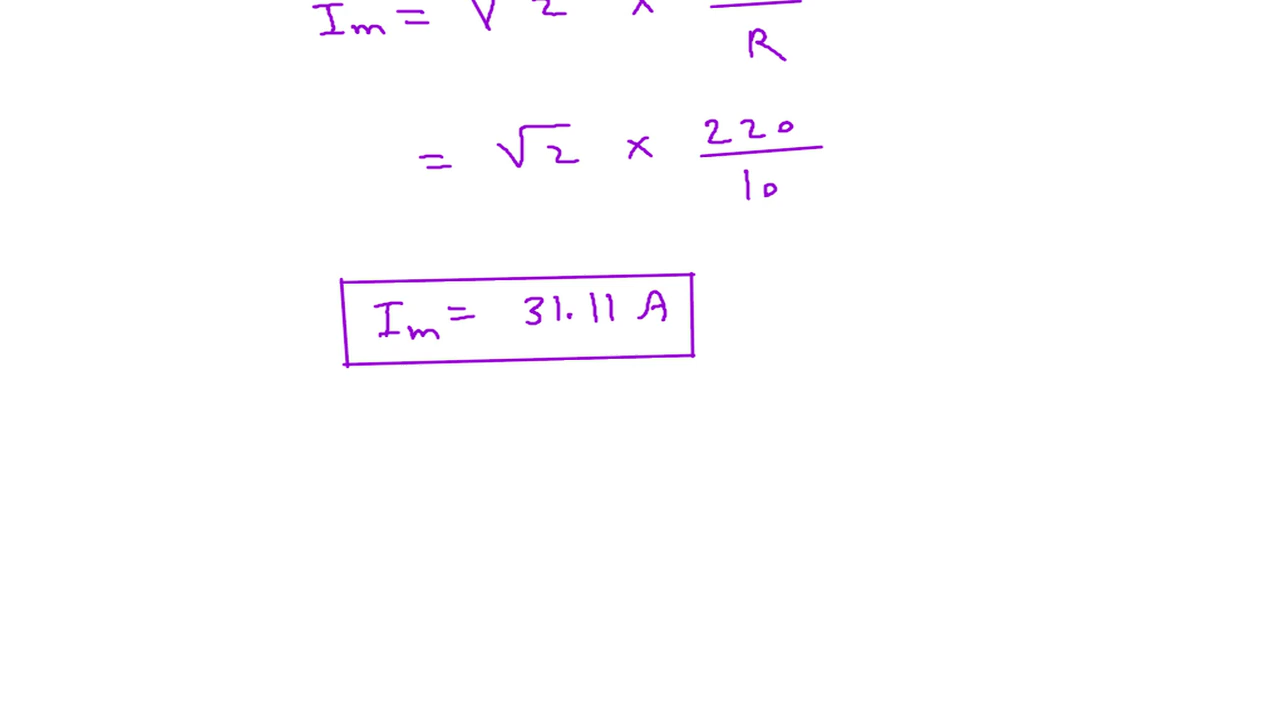 Im = √2 × —
R
= √2 × 220/10
Im = 31.11 A